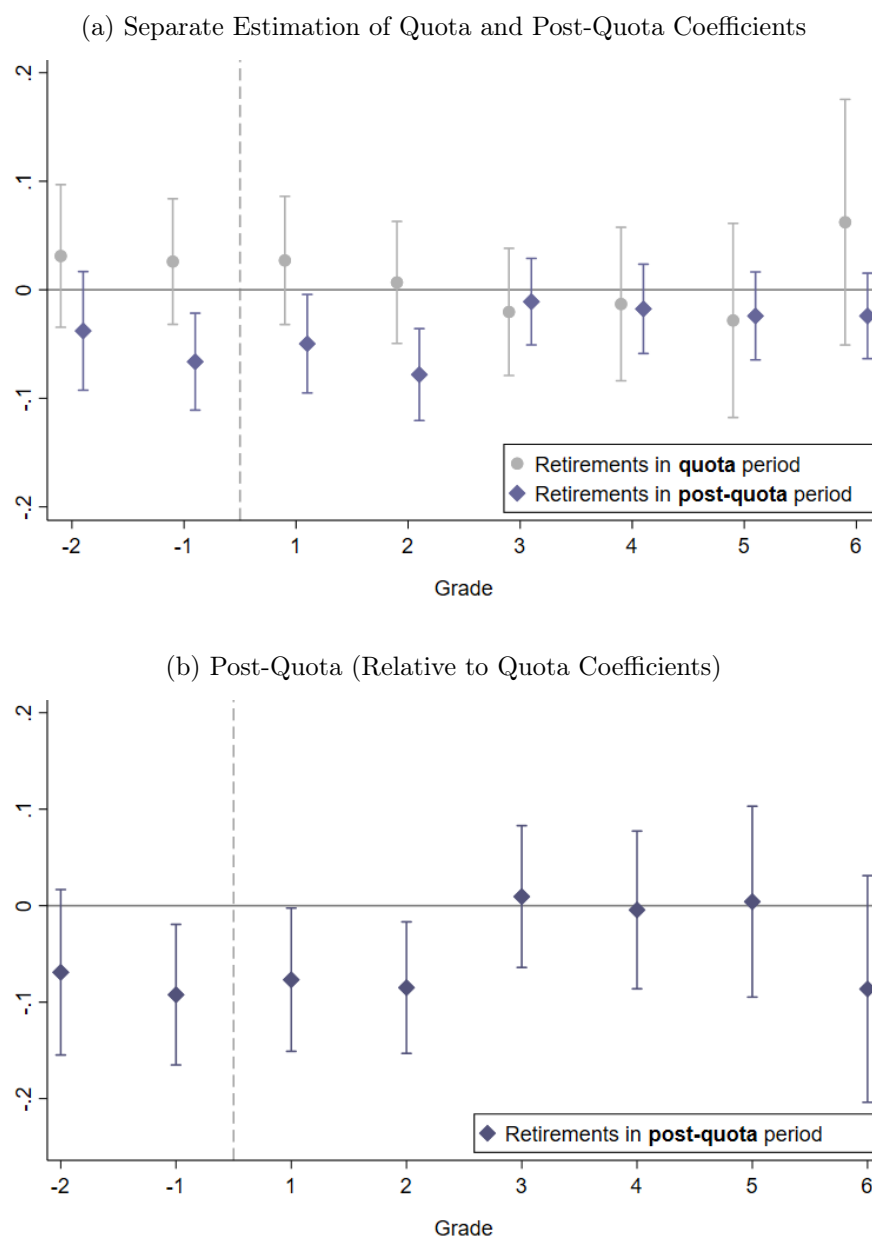 (a) Separate Estimation of Quota and Post-Quota Coefficients
.2
.1
0
-.1
-.2
Retirements in quota period
Retirements in post-quota period
-2 -1 1 2 3 4 5 6
Grade
(b) Post-Quota (Relative to Quota Coefficients)
.2
.1
0
-.1
-.2
Retirements in post-quota period
-2 -1 1 2 3 4 5 6
Grade